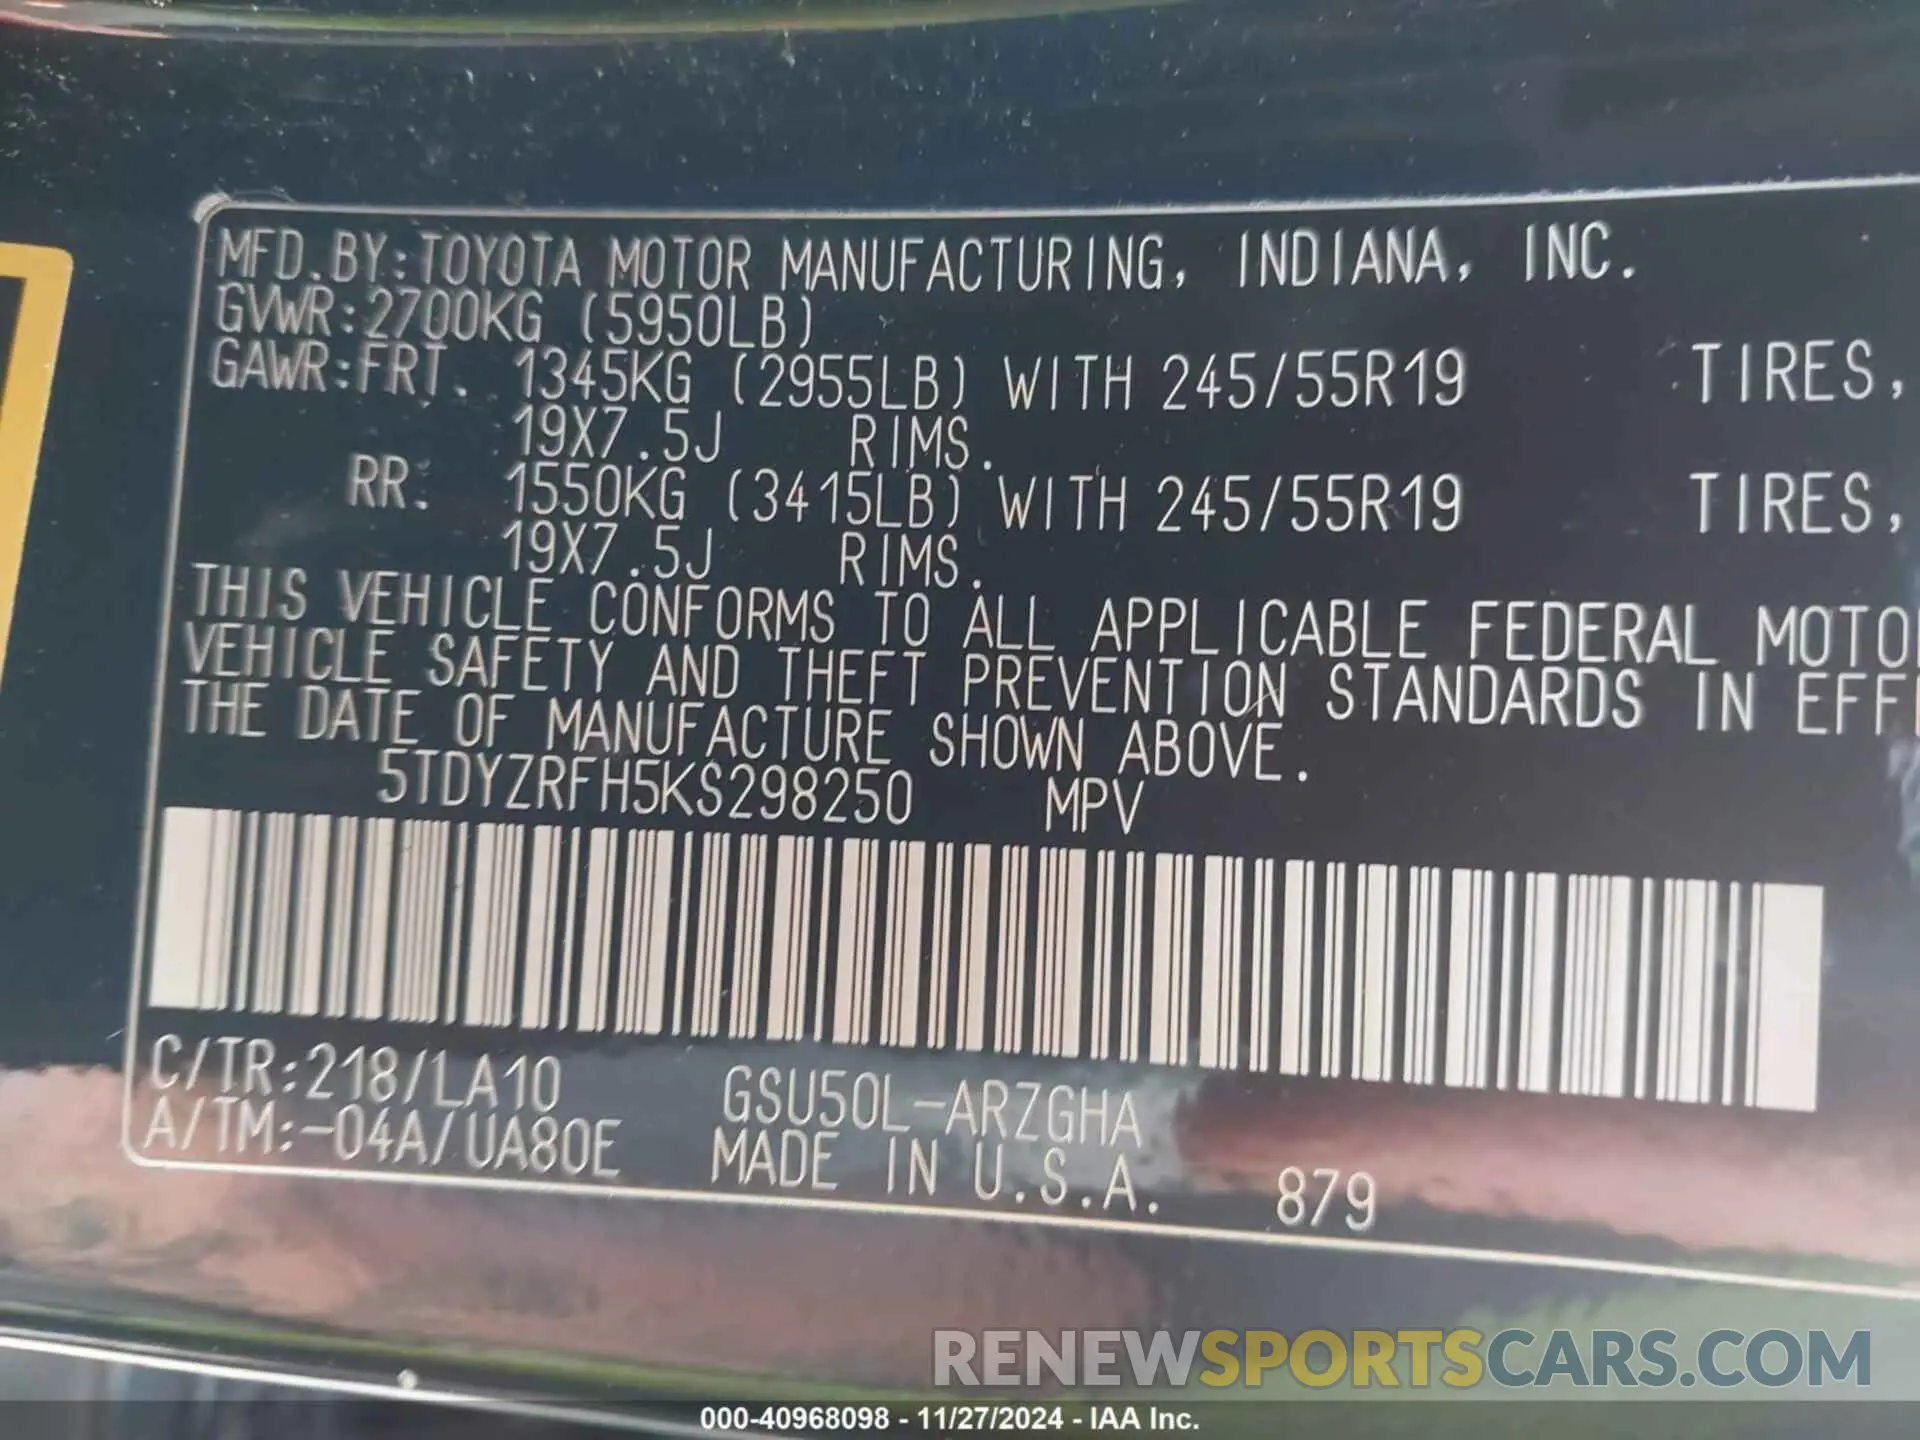 MFD.BY:TOYOTA MOTOR MANUFACTURING, INDIANA, INC.
GVWR:2700KG (5950LB)
GAWR:FRT. 1345KG (2955LB) WITH 245/55R19 TIRES,
19X7.5J RIMS.
RR: 1550KG (3415LB) WITH 245/55R19 TIRES,
19X7.5J RIMS.
THIS VEHICLE CONFORMS TO ALL APPLICABLE FEDERAL MOTO
VEHICLE SAFETY AND THEFT PREVENTION STANDARDS IN EFF
THE DATE OF MANUFACTURE SHOWN ABOVE.
5TDYZRFH5KS298250 MPV
C/TR:218/LA10 GSU50L-ARZGHA
A/TM:-04A/UA80E MADE IN U.S.A. 879
RENEWSPORTSCARS.COM
000-40968098 - 11/27/2024 - IAA Inc.